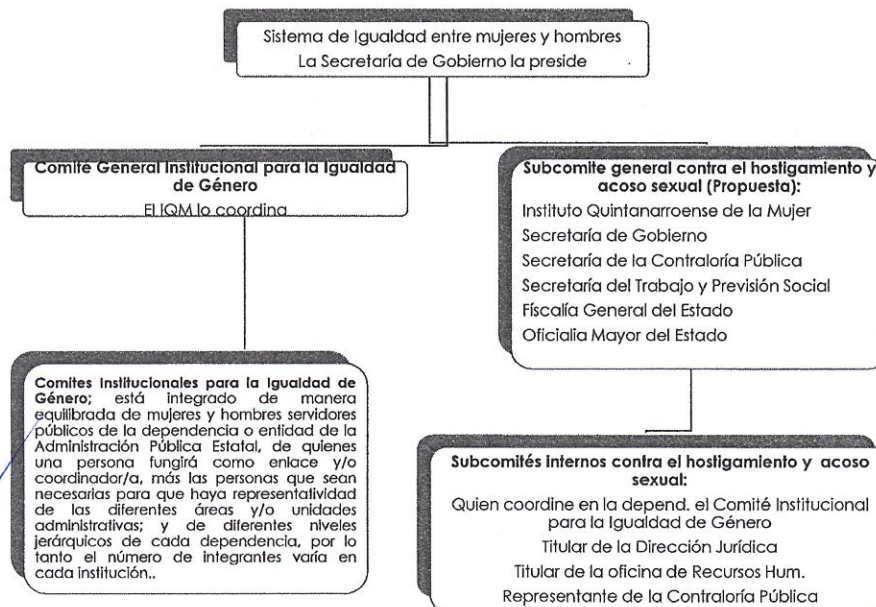 Sistema de Igualdad entre mujeres y hombres
La Secretaría de Gobierno la preside
Comité General Institucional para la Igualdad
de Género
El IQM lo coordina
Subcomite general contra el hostigamiento y
acoso sexual (Propuesta):
Instituto Quintanarroense de la Mujer
Secretaría de Gobierno
Secretaría de la Contraloría Pública
Secretaría del Trabajo y Previsión Social
Físcalía General del Estado
Oficialia Mayor del Estado
Comites Institucionales para la Igualdad de
Género; está integrado de manera
equilibrada de mujeres y hombres servidores
públicos de la dependencia o entidad de la
Administración Pública Estatal, de quienes
una persona fungirá como enlace y/o
coordinador/a, más las personas que sean
necesarias para que haya representatividad
de las diferentes áreas y/o unidades
administrativas; y de diferentes niveles
jerárquicos de cada dependencia, por lo
tanto el número de integrantes varía en
cada institución..
Subcomités internos contra el hostigamiento y acoso
sexual:
Quien coordine en la depend. el Comité Institucional
para la Igualdad de Género
Titular de la Dirección Jurídica
Titular de la oficina de Recursos Hum.
Representante de la Contraloría Pública